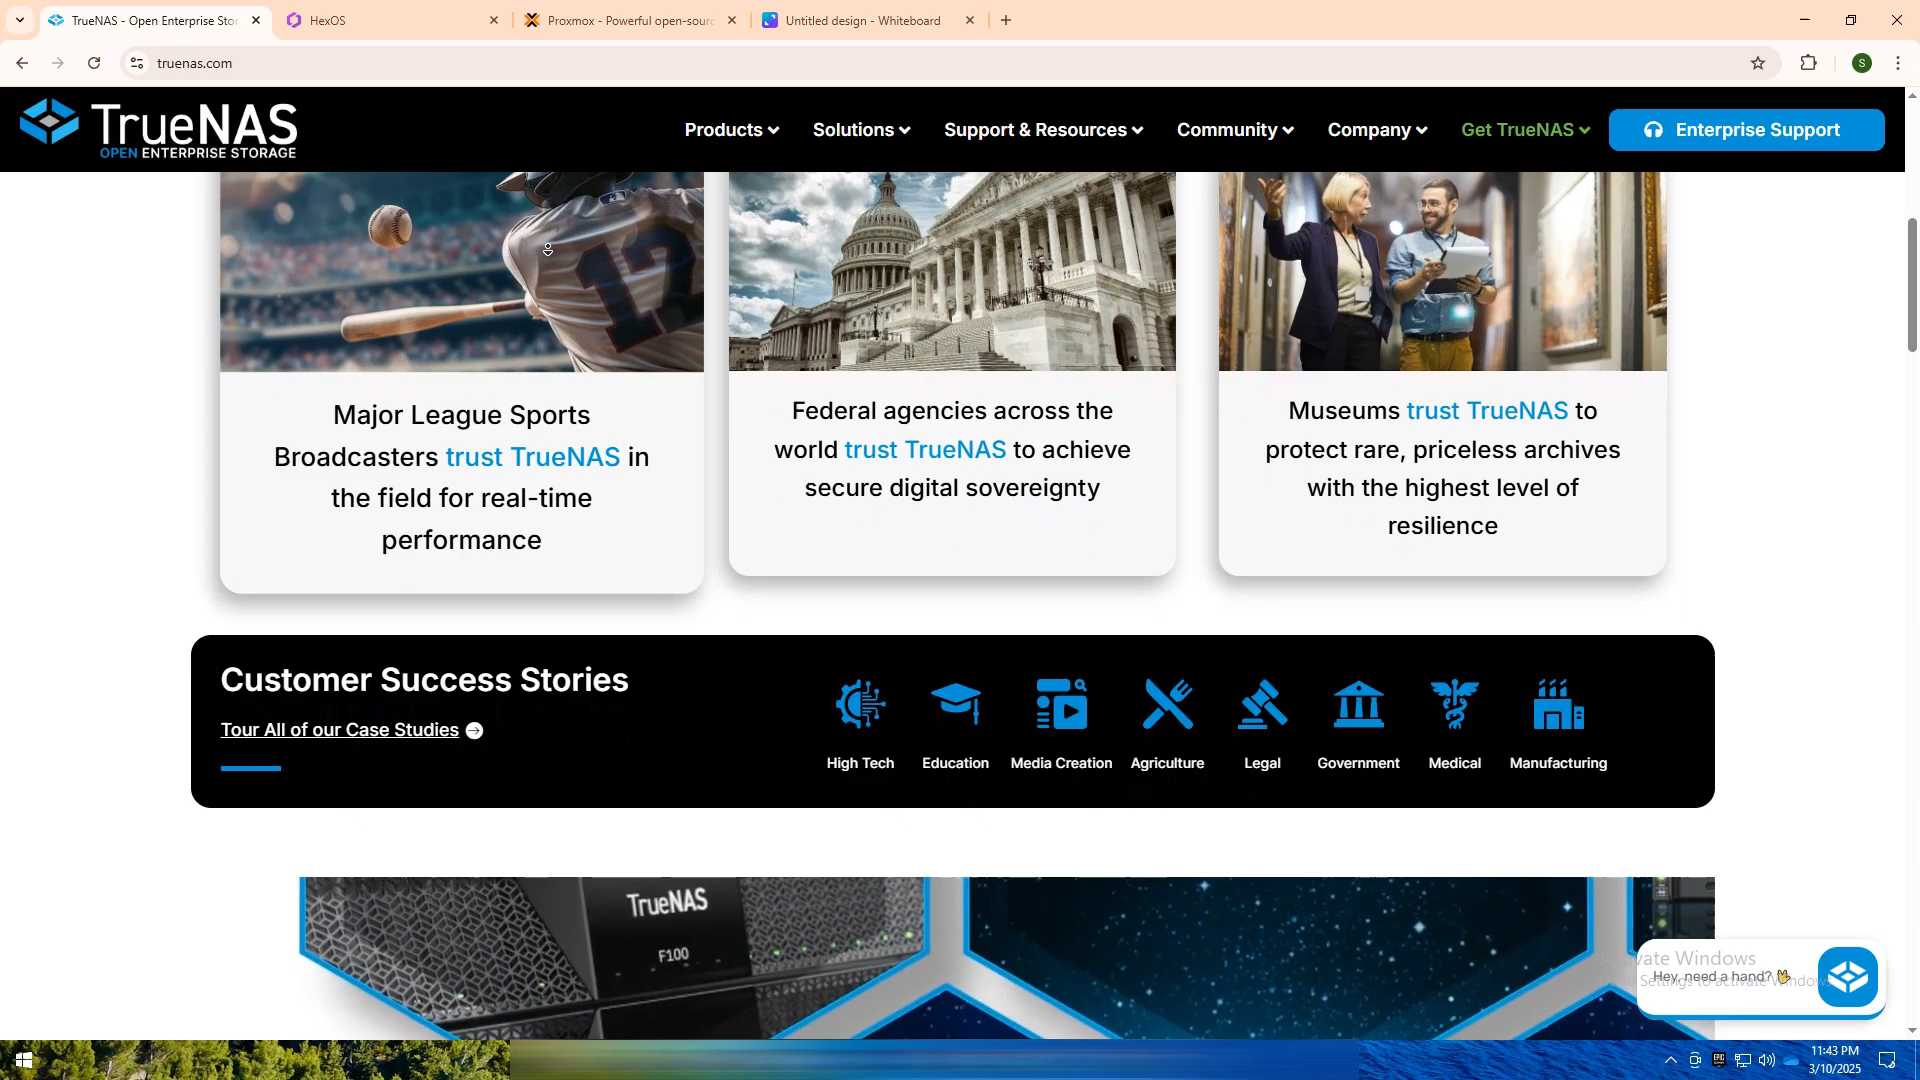 TrueNAS - Open Enterprise Stor
HexOS
Proxmox - Powerful open-sourc
Untitled design - Whiteboard
truenas.com
S
TrueNAS
OPEN ENTERPRISE STORAGE
Products
Solutions
Support & Resources
Community
Company
Get TrueNAS
Enterprise Support
12
Major League Sports
Broadcasters trust TrueNAS in
the field for real-time
performance
Federal agencies across the
world trust TrueNAS to achieve
secure digital sovereignty
Museums trust TrueNAS to
protect rare, priceless archives
with the highest level of
resilience
Customer Success Stories
Tour All of our Case Studies
High Tech
Education
Media Creation
Agriculture
Legal
Government
Medical
Manufacturing
TrueNAS
F100
Hey, need a hand?
Windows
Settings to activate Windows
EPIC
11:43 PM
3/10/2025